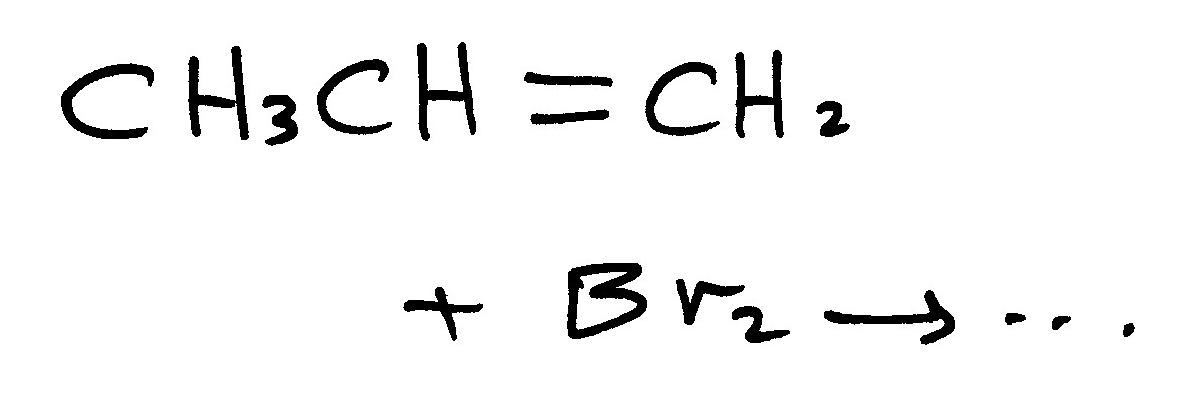 CH₃CH=CH₂
+ Br₂ → ...